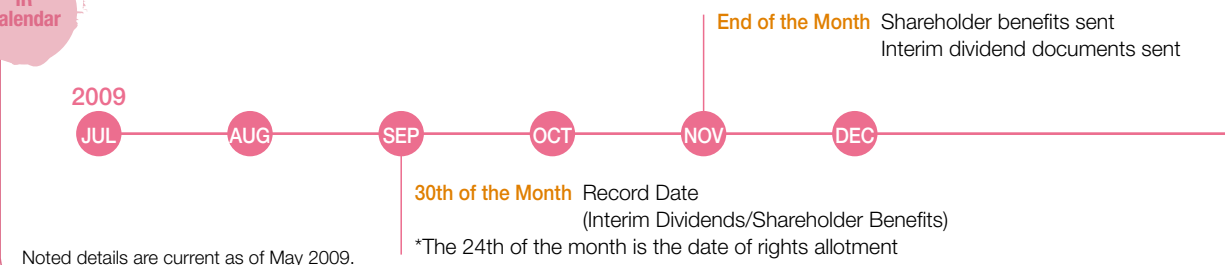 in
alendar
End of the Month Shareholder benefits sent
Interim dividend documents sent
2009
JUL AUG SEP OCT NOV DEC
30th of the Month Record Date
(Interim Dividends/Shareholder Benefits)
*The 24th of the month is the date of rights allotment
Noted details are current as of May 2009.